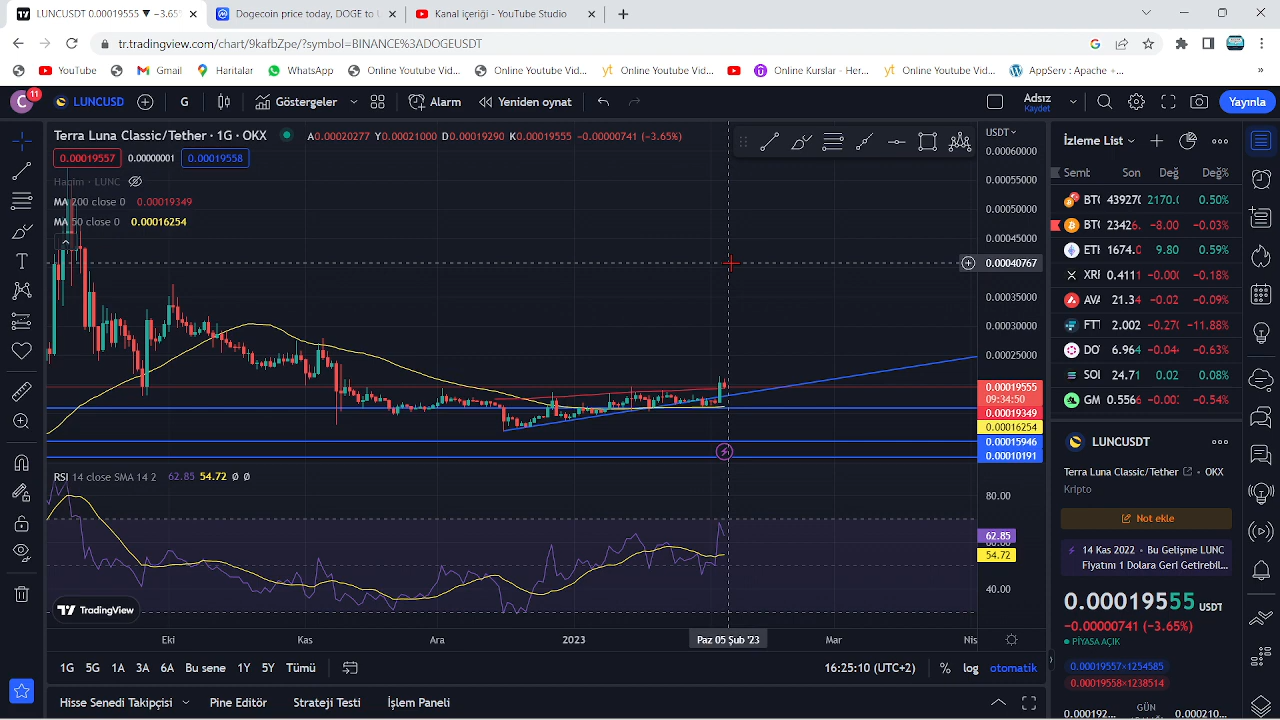 LUNCUSDT 0.00019555 ▼ −3.65%
Dogecoin price today, DOGE to U
Kanal içeriği - YouTube Studio
tr.tradingview.com/chart/9kafbZpe/?symbol=BINANCE%3ADOGEUSDT
YouTube
Gmail
Haritalar
WhatsApp
Online Youtube Vid...
Online Youtube Vid...
Online Youtube Vid...
Online Kurslar - Her...
Online Youtube Vid...
AppServ : Apache +...
C 11
LUNCUSD
G
Göstergeler
Alarm
Yeniden oynat
Adsız
Kaydet
Yayınla
Terra Luna Classic/Tether · 1G · OKX
A0.00020277 Y0.00021000 D0.00019290 K0.00019555 −0.00000741 (−3.65%)
0.00019557
0.00000001
0.00019558
Hacim · LUNC
MA 200 close 0 0.00019349
MA 50 close 0 0.00016254
USDT
0.00060000
0.00055000
0.00050000
0.00045000
0.00040767
0.00035000
0.00030000
0.00025000
0.00019555
09:34:50
0.00019349
0.00016254
0.00015946
0.00010191
RSI 14 close SMA 14 2 62.85 54.72 Ø Ø
80.00
62.85
54.72
40.00
TradingView
Eki
Kas
Ara
2023
Paz 05 Şub '23
Mar
Nis
1G 5G 1A 3A 6A Bu sene 1Y 5Y Tümü
16:25:10 (UTC+2)
% log otomatik
Hisse Senedi Takipçisi
Pine Editörü
Strateji Testi
İşlem Paneli
İzleme List
Semb Son Değ Değ%
BT 43927 2170.0 0.50%
BT 23426. −8.00 −0.03%
ET 1674.0 9.80 0.59%
XR 0.4111 −0.00 −0.18%
AVA 21.34 −0.02 −0.09%
FT 2.002 −0.27 −11.88%
DO 6.964 −0.04 −0.63%
SO 24.71 0.02 0.08%
GM 0.5566 −0.00 −0.54%
LUNCUSDT
Terra Luna Classic/Tether · OKX
Kripto
Not ekle
14 Kas 2022 · Bu Gelişme LUNC
Fiyatım 1 Dolara Geri Getirebil...
0.00019555 USDT
−0.00000741 (−3.65%)
PİYASA AÇIK
0.00019557×1254585
0.00019558×1238514
0.000192...
GÜN
0.000210...